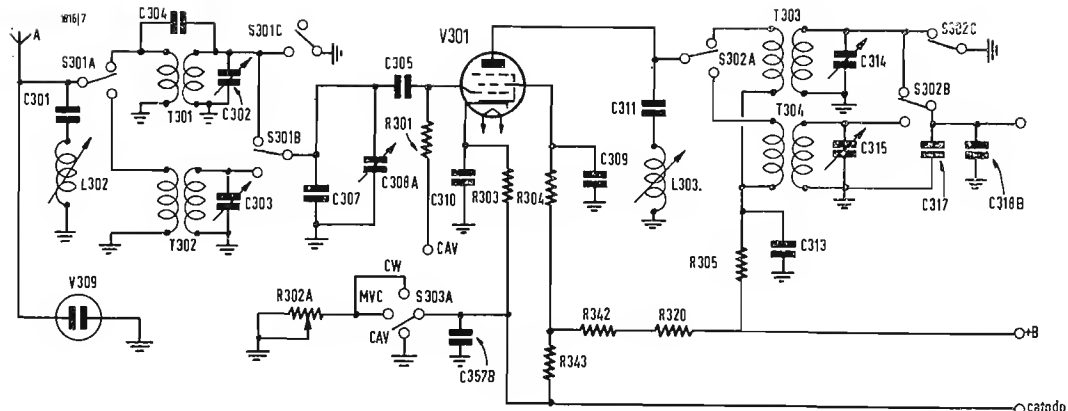 A
1816|7
C304
S301C
S301A
C301
T301
C302
L302
S301B
T302
C303
V309
C305
V301
R301
C307
C308A
C310
R303
R304
C309
CAV
R302A
CW
MVC
S303A
CAV
C357B
R342
R320
R343
C311
L303.
S302A
T303
C314
S302C
T304
S302B
C315
C317
C318B
C313
R305
+B
catodo